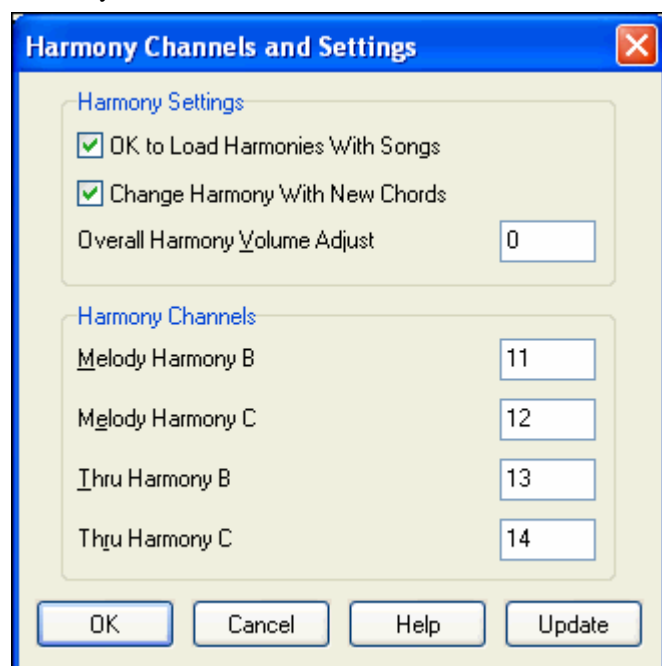 Harmony Channels and Settings
Harmony Settings
OK to Load Harmonies With Songs
Change Harmony With New Chords
Overall Harmony Volume Adjust 0
Harmony Channels
Melody Harmony B 11
Melody Harmony C 12
Thru Harmony B 13
Thru Harmony C 14
OK Cancel Help Update